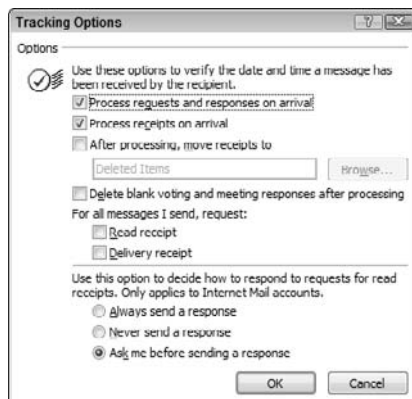 Tracking Options
Options
Use these options to verify the date and time a message has
been received by the recipient.
Process requests and responses on arrival
Process receipts on arrival
After processing, move receipts to
Deleted Items
Browse...
Delete blank voting and meeting responses after processing
For all messages I send, request:
Read receipt
Delivery receipt
Use this option to decide how to respond to requests for read
receipts. Only applies to Internet Mail accounts.
Always send a response
Never send a response
Ask me before sending a response
OK
Cancel